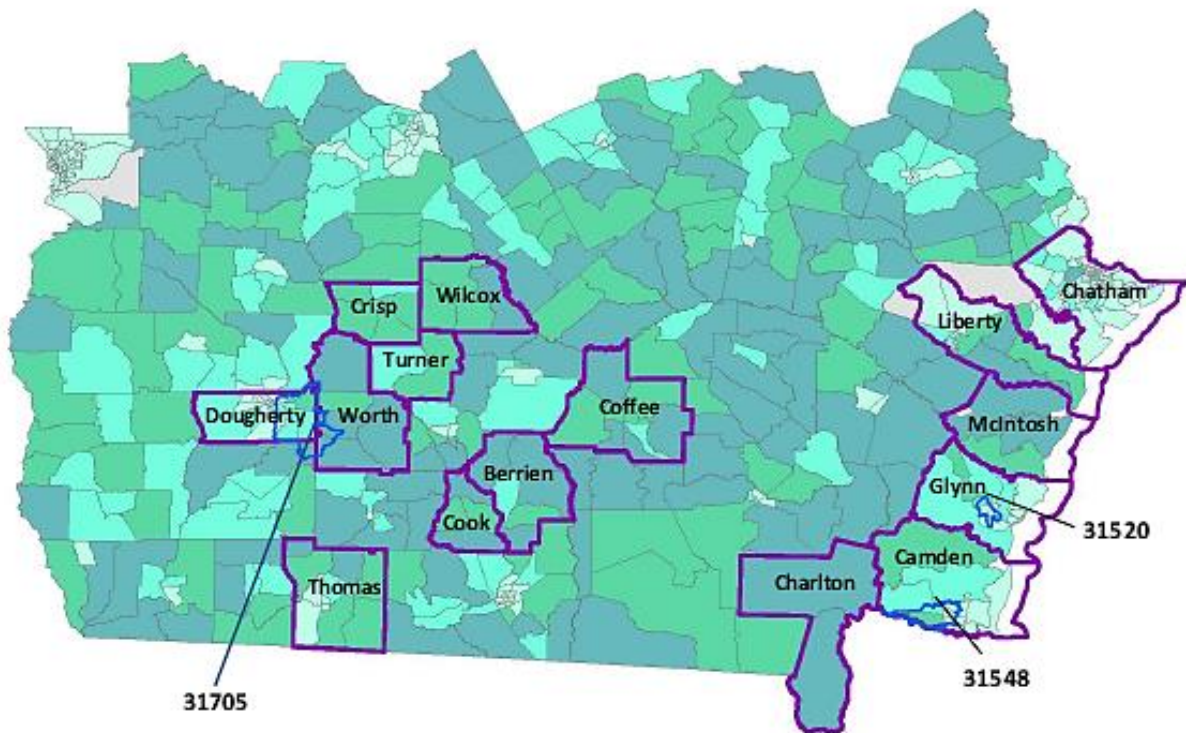 Wilcox
Crisp
Chatham
Liberty
Turner
Dougherty
Worth
Coffee
McIntosh
Berrien
Glynn
Cook
31520
Camden
Thomas
Charlton
31548
31705